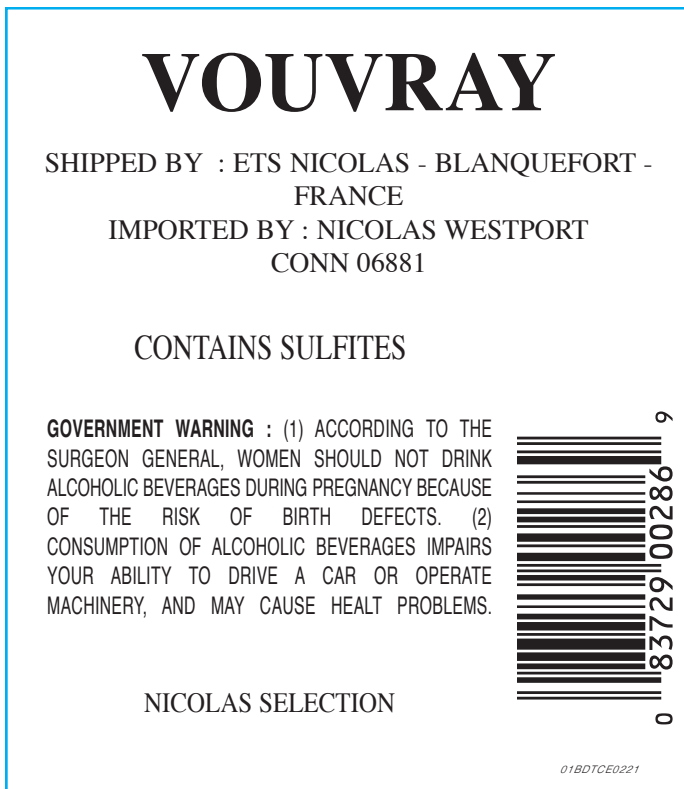 VOUVRAY
SHIPPED BY : ETS NICOLAS - BLANQUEFORT -
FRANCE
IMPORTED BY : NICOLAS WESTPORT
CONN 06881
CONTAINS SULFITES
GOVERNMENT WARNING : (1) ACCORDING TO THE
SURGEON GENERAL, WOMEN SHOULD NOT DRINK
ALCOHOLIC BEVERAGES DURING PREGNANCY BECAUSE
OF THE RISK OF BIRTH DEFECTS. (2)
CONSUMPTION OF ALCOHOLIC BEVERAGES IMPAIRS
YOUR ABILITY TO DRIVE A CAR OR OPERATE
MACHINERY, AND MAY CAUSE HEALT PROBLEMS.
0 83729 00286 9
NICOLAS SELECTION
01BDTCE0221